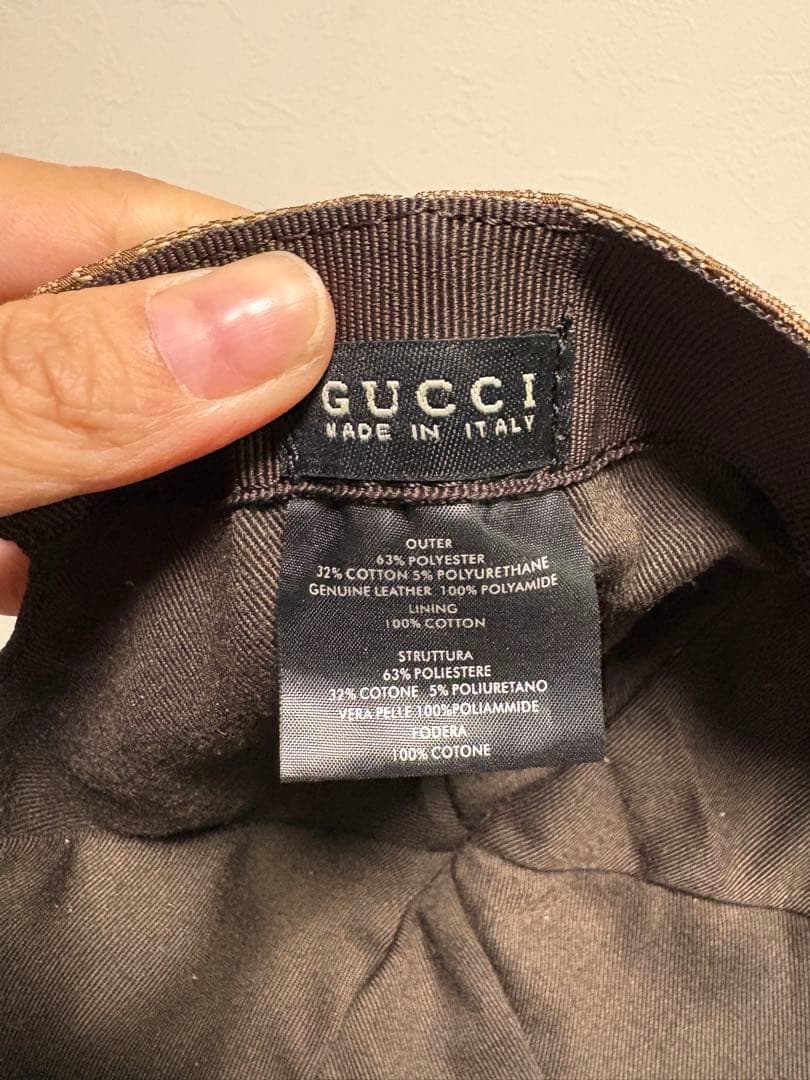 GUCCI
MADE IN ITALY
OUTER
63% POLYESTER
32% COTTON 5% POLYURETHANE
GENUINE LEATHER 100% POLYAMIDE
LINING
100% COTTON
STRUTTURA
63% POLIESTERE
32% COTONE 5% POLIURETANO
VERA PELLE 100%POLIAMMIDE
FODERA
100% COTONE